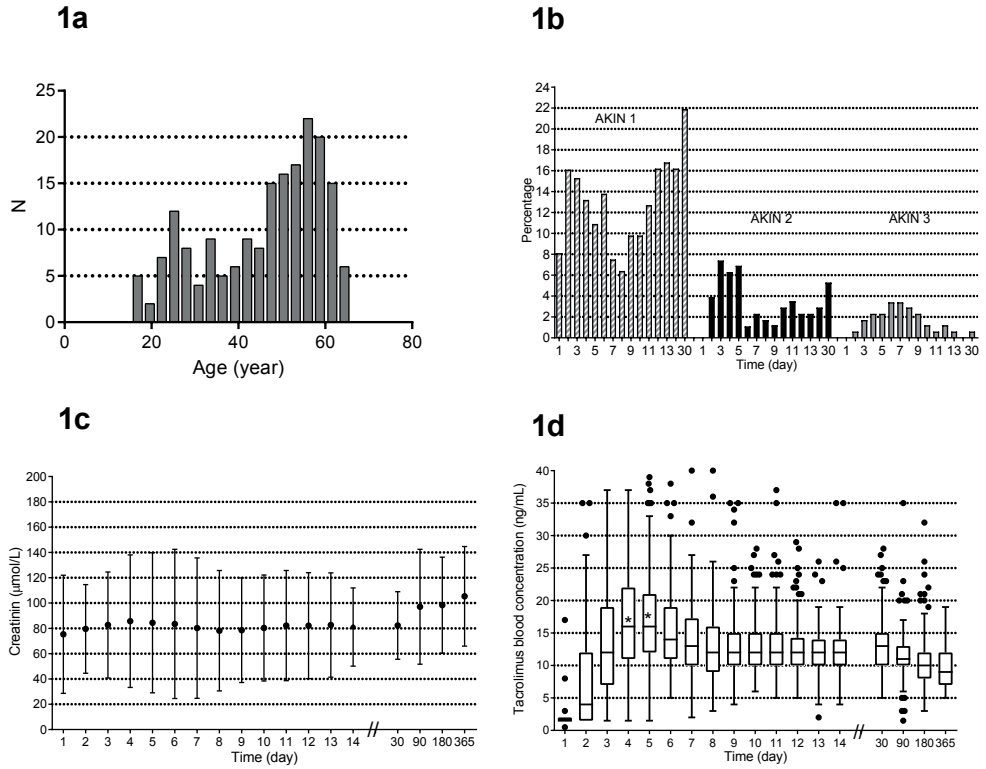 1a
25
20
15
10
5
0
N
0 20 40 60 80
Age (year)
1b
24
22
20
18
16
14
12
10
8
6
4
2
0
Percentage
AKIN 1
AKIN 2
AKIN 3
1 3 5 7 9 11 13 30 1 3 5 7 9 11 13 30 1 3 5 7 9 11 13 30
Time (day)
1c
200
180
160
140
120
100
80
60
40
20
0
Creatinin (µmol/L)
1 2 3 4 5 6 7 8 9 10 11 12 13 14 // 30 90 180 365
Time (day)
1d
40
35
30
25
20
15
10
5
0
Tacrolimus blood concentration (ng/mL)
* *
1 2 3 4 5 6 7 8 9 10 11 12 13 14 // 30 90 180 365
Time (day)